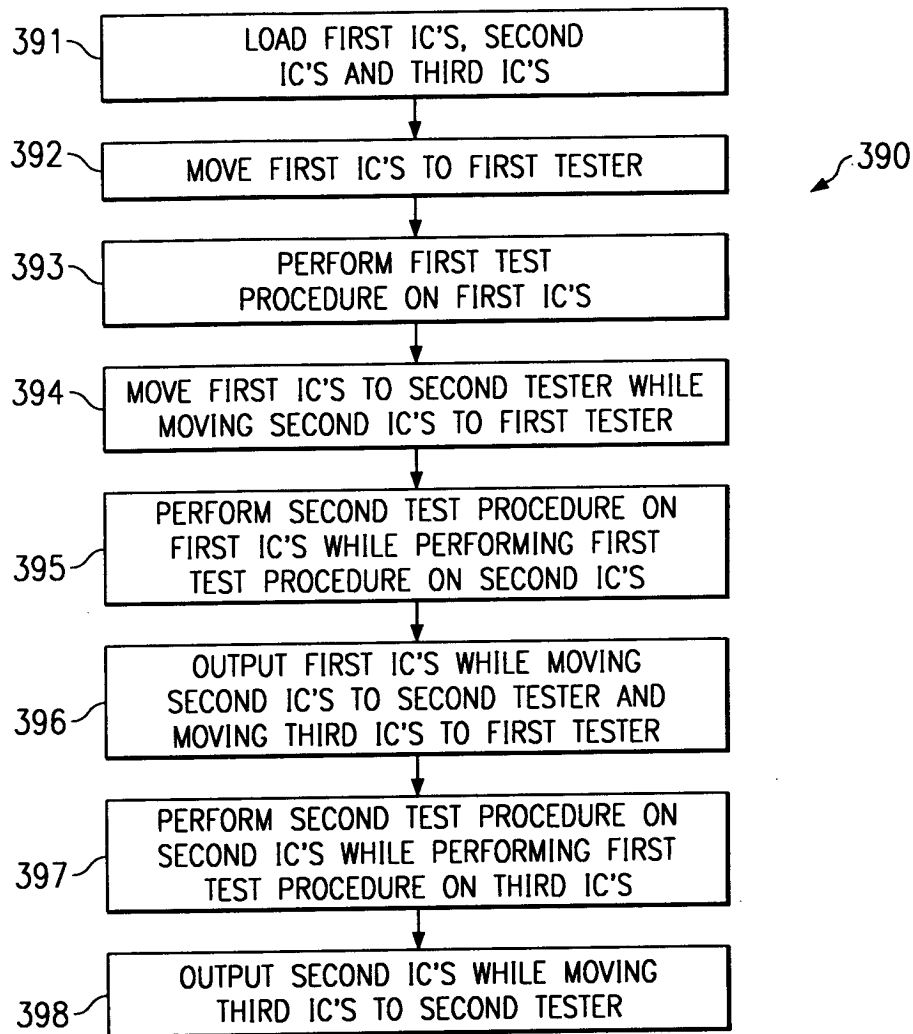 391
LOAD FIRST IC'S, SECOND
IC'S AND THIRD IC'S
392
MOVE FIRST IC'S TO FIRST TESTER
390
393
PERFORM FIRST TEST
PROCEDURE ON FIRST IC'S
394
MOVE FIRST IC'S TO SECOND TESTER WHILE
MOVING SECOND IC'S TO FIRST TESTER
395
PERFORM SECOND TEST PROCEDURE ON
FIRST IC'S WHILE PERFORMING FIRST
TEST PROCEDURE ON SECOND IC'S
396
OUTPUT FIRST IC'S WHILE MOVING
SECOND IC'S TO SECOND TESTER AND
MOVING THIRD IC'S TO FIRST TESTER
397
PERFORM SECOND TEST PROCEDURE ON
SECOND IC'S WHILE PERFORMING FIRST
TEST PROCEDURE ON THIRD IC'S
398
OUTPUT SECOND IC'S WHILE MOVING
THIRD IC'S TO SECOND TESTER